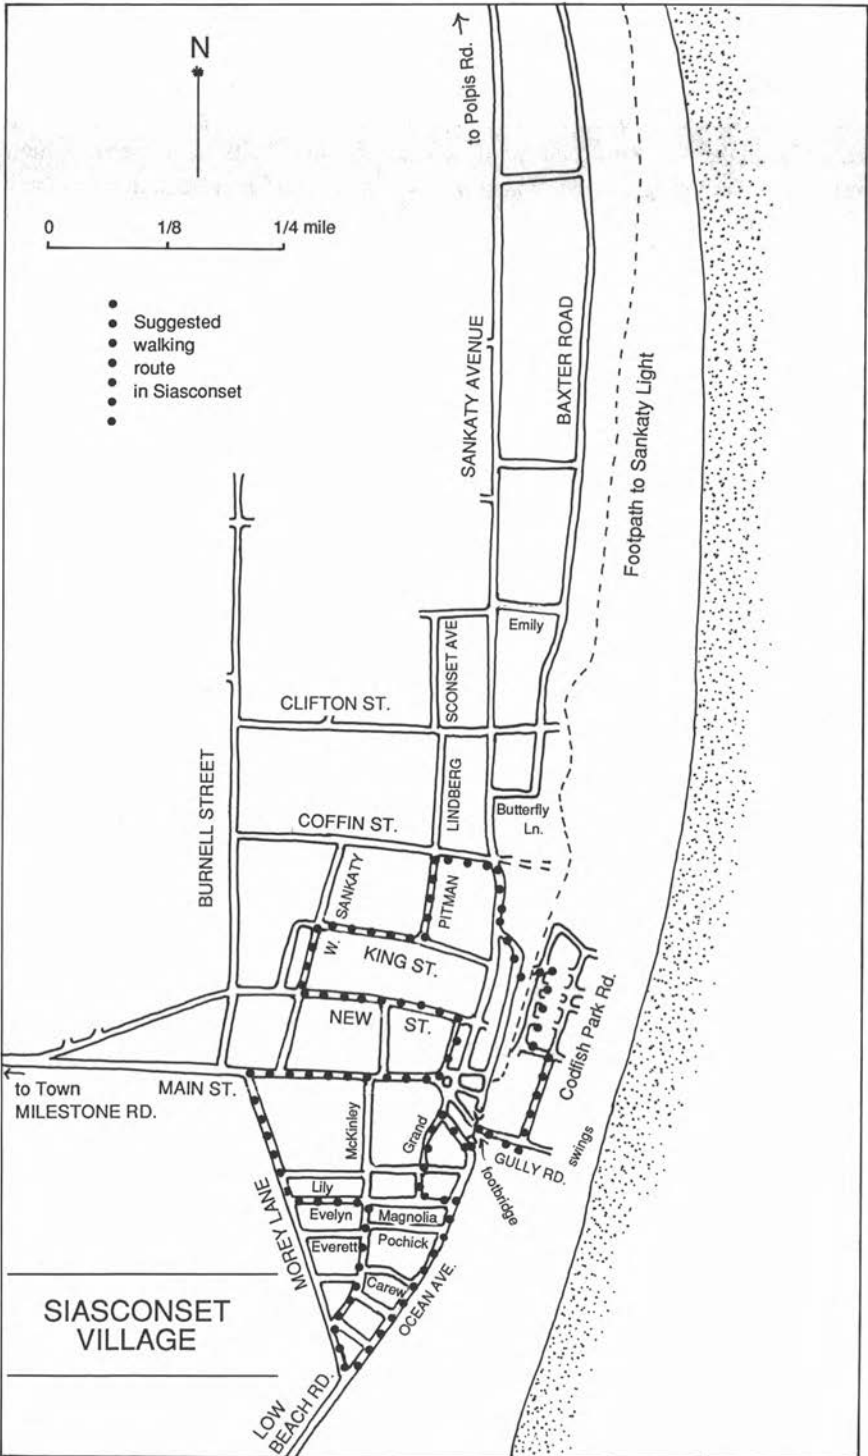 N
to Polpis Rd.
0 1/8 1/4 mile
Suggested
walking
route
in Siasconset
SANKATY AVENUE
BAXTER ROAD
Footpath to Sankaty Light
Emily
SCONSET AVE
CLIFTON ST.
BURNELL STREET
LINDBERG
Butterfly
Ln.
COFFIN ST.
W. SANKATY
PITMAN
KING ST.
NEW ST.
Codfish Park Rd.
to Town
MILESTONE RD.
MAIN ST.
McKinley
Grand
GULLY RD.
swings
footbridge
Lily
Evelyn
Magnolia
Everett
Pochick
Carew
MOREY LANE
OCEAN AVE.
SIASCONSET
VILLAGE
LOW
BEACH RD.